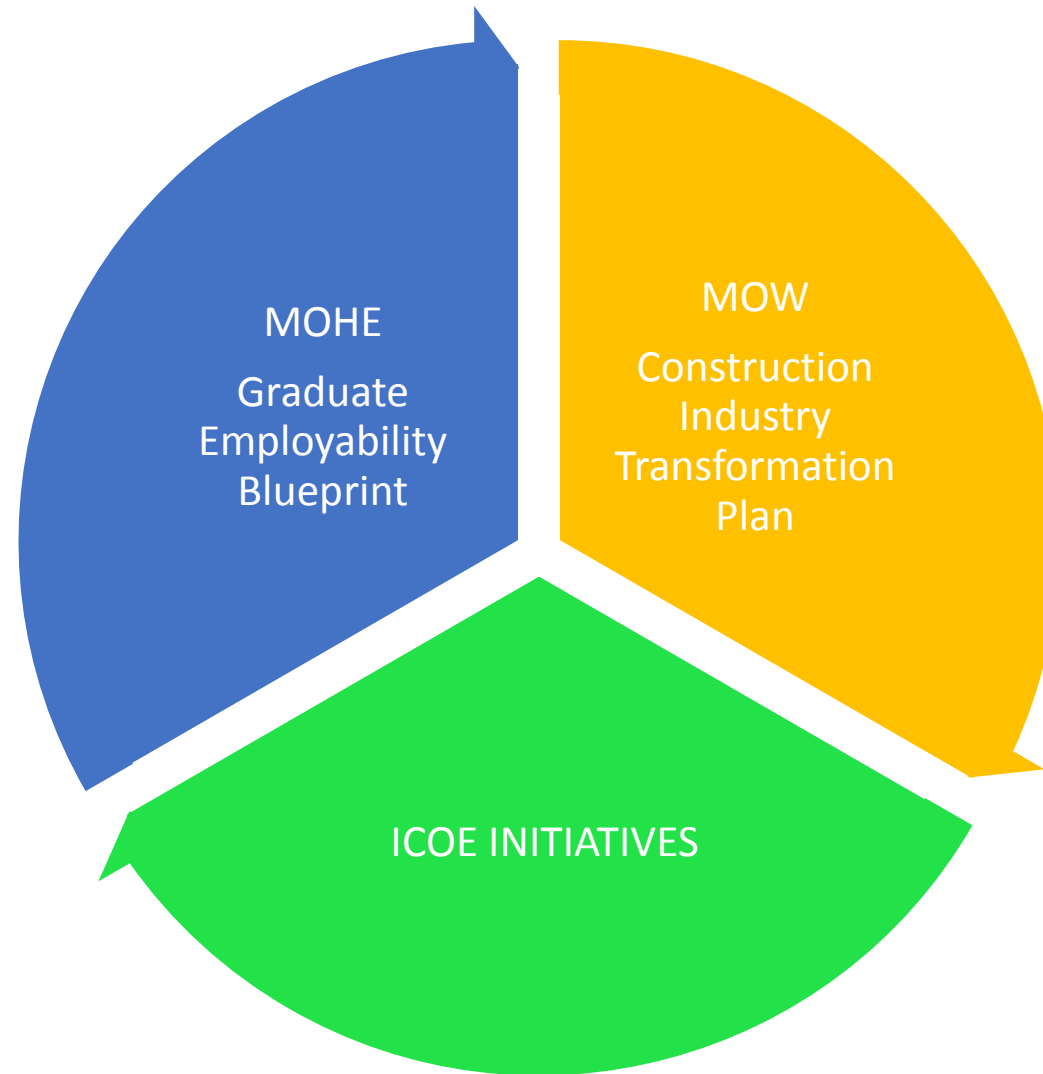 MOHE
Graduate
Employability
Blueprint
MOW
Construction
Industry
Transformation
Plan
ICOE INITIATIVES